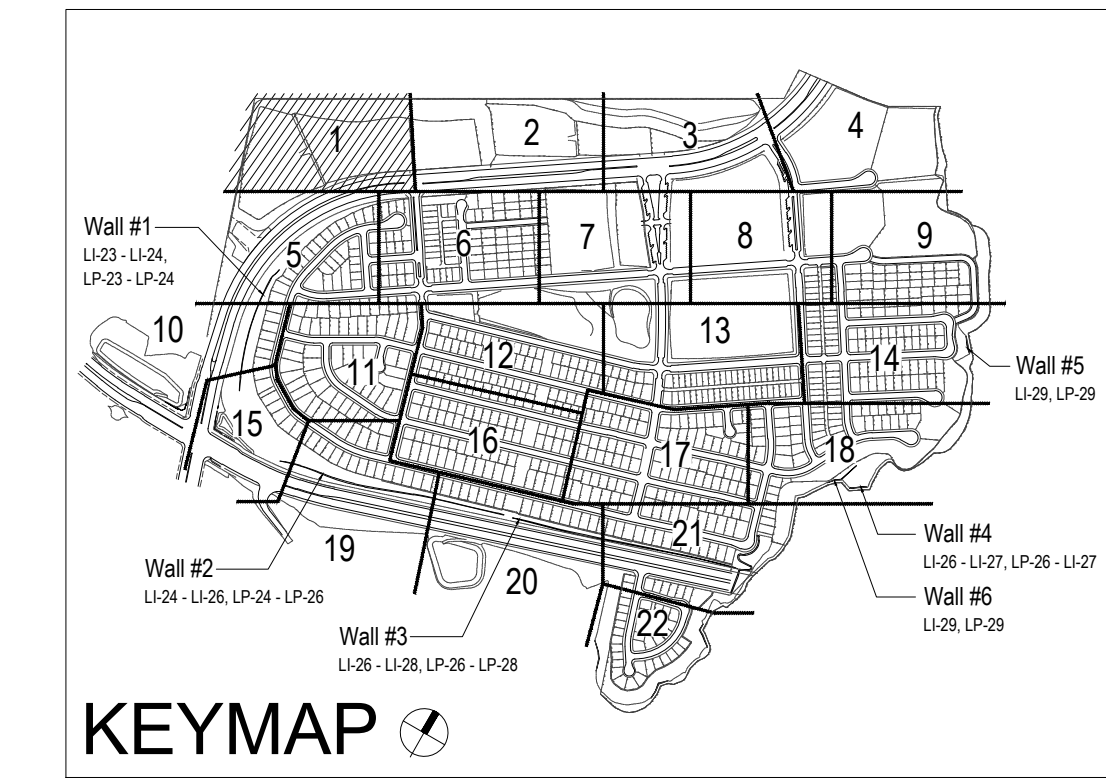 1
2
3
4
Wall #1
LI-23 - LI-24,
LP-23 - LP-24
5
6
7
8
9
10
11
12
13
14
Wall #5
LI-29, LP-29
15
16
17
18
Wall #4
LI-26 - LI-27, LP-26 - LI-27
Wall #6
LI-29, LP-29
19
20
21
22
Wall #2
LI-24 - LI-26, LP-24 - LP-26
Wall #3
LI-26 - LI-28, LP-26 - LP-28
KEYMAP